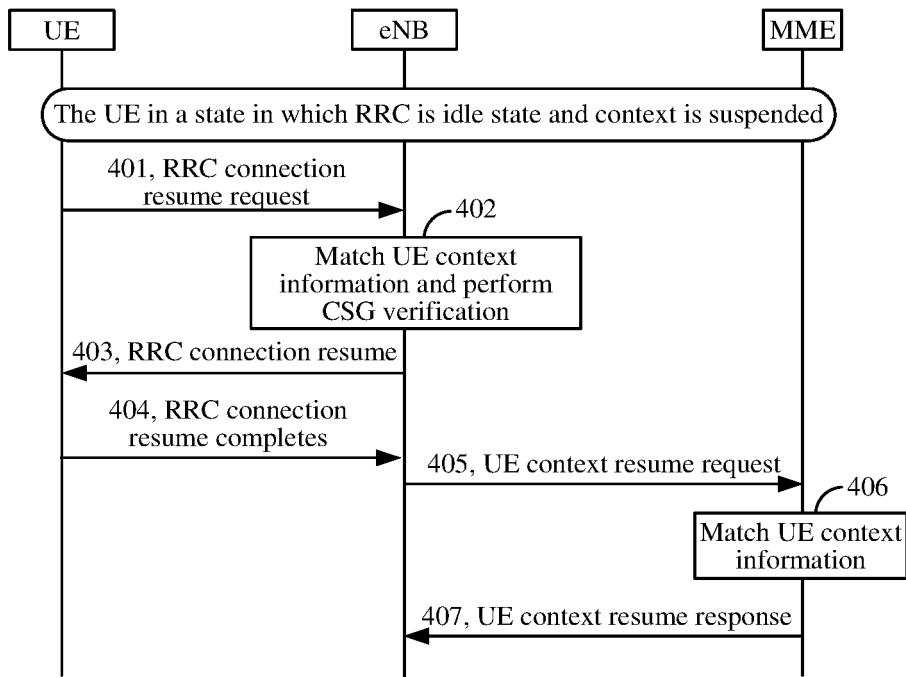 UE
eNB
MME
The UE in a state in which RRC is idle state and context is suspended
401, RRC connection
resume request
402
Match UE context
information and perform
CSG verification
403, RRC connection resume
404, RRC connection
resume completes
405, UE context resume request
406
Match UE context
information
407, UE context resume response